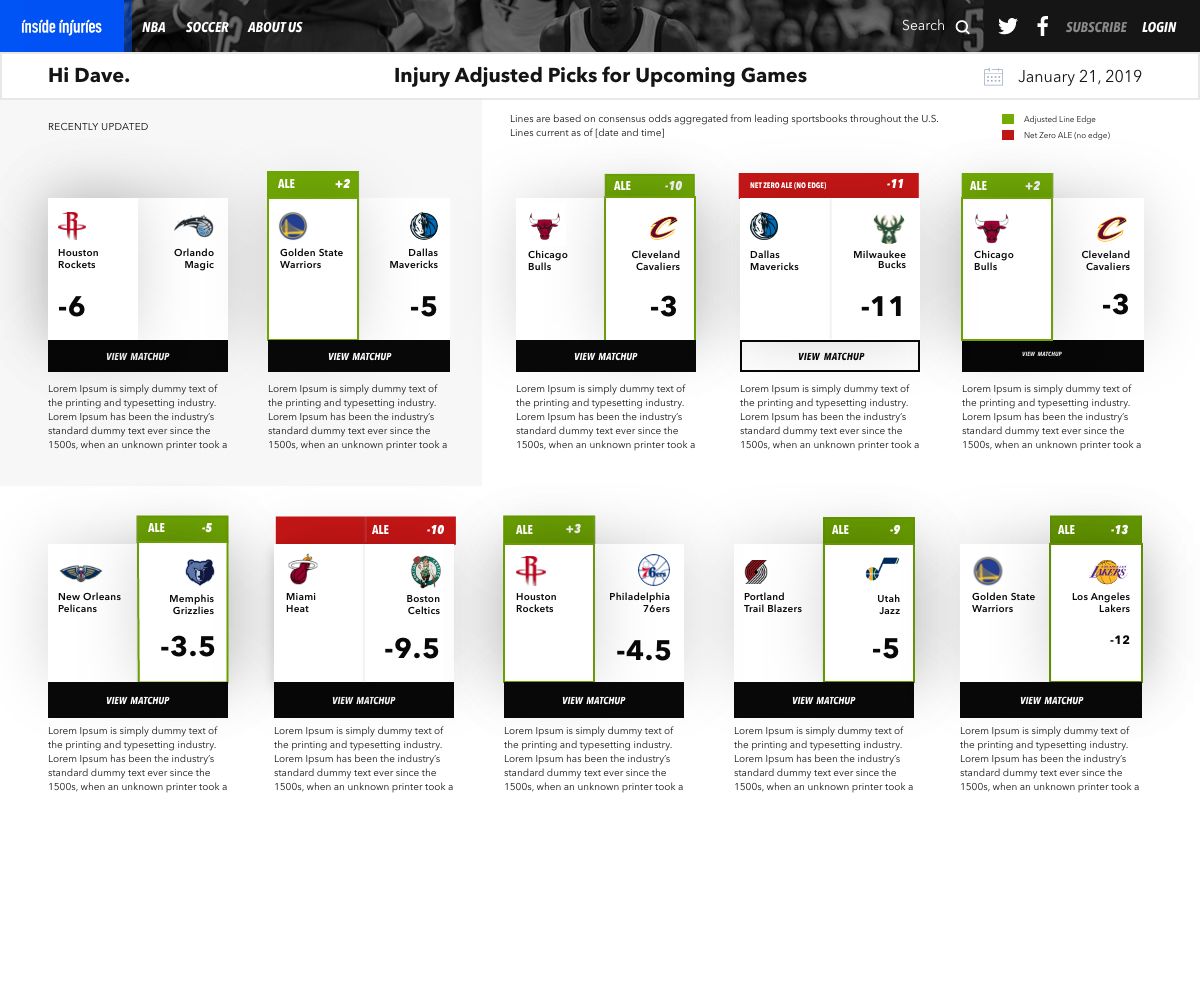 inside injuries
NBA SOCCER ABOUT US Search SUBSCRIBE LOGIN
Hi Dave.
Injury Adjusted Picks for Upcoming Games
January 21, 2019
RECENTLY UPDATED
Lines are based on consensus odds aggregated from leading sportsbooks throughout the U.S.
Lines current as of [date and time]
Adjusted Line Edge
Net Zero ALE (no edge)
Houston
Rockets
Orlando
Magic
-6
VIEW MATCHUP
Lorem Ipsum is simply dummy text of
the printing and typesetting industry.
Lorem Ipsum has been the industry's
standard dummy text ever since the
1500s, when an unknown printer took a
ALE +2
Golden State
Warriors
Dallas
Mavericks
-5
VIEW MATCHUP
Lorem Ipsum is simply dummy text of
the printing and typesetting industry.
Lorem Ipsum has been the industry's
standard dummy text ever since the
1500s, when an unknown printer took a
ALE -10
Chicago
Bulls
Cleveland
Cavaliers
-3
VIEW MATCHUP
Lorem Ipsum is simply dummy text of
the printing and typesetting industry.
Lorem Ipsum has been the industry's
standard dummy text ever since the
1500s, when an unknown printer took a
NET ZERO ALE (NO EDGE) -11
Dallas
Mavericks
Milwaukee
Bucks
-11
VIEW MATCHUP
Lorem Ipsum is simply dummy text of
the printing and typesetting industry.
Lorem Ipsum has been the industry's
standard dummy text ever since the
1500s, when an unknown printer took a
ALE +2
Chicago
Bulls
Cleveland
Cavaliers
-3
VIEW MATCHUP
Lorem Ipsum is simply dummy text of
the printing and typesetting industry.
Lorem Ipsum has been the industry's
standard dummy text ever since the
1500s, when an unknown printer took a
ALE -5
New Orleans
Pelicans
Memphis
Grizzlies
-3.5
VIEW MATCHUP
Lorem Ipsum is simply dummy text of
the printing and typesetting industry.
Lorem Ipsum has been the industry's
standard dummy text ever since the
1500s, when an unknown printer took a
ALE -10
Miami
Heat
Boston
Celtics
-9.5
VIEW MATCHUP
Lorem Ipsum is simply dummy text of
the printing and typesetting industry.
Lorem Ipsum has been the industry's
standard dummy text ever since the
1500s, when an unknown printer took a
ALE +3
Houston
Rockets
76ers
Philadelphia
76ers
-4.5
VIEW MATCHUP
Lorem Ipsum is simply dummy text of
the printing and typesetting industry.
Lorem Ipsum has been the industry's
standard dummy text ever since the
1500s, when an unknown printer took a
ALE -9
Portland
Trail Blazers
Utah
Jazz
-5
VIEW MATCHUP
Lorem Ipsum is simply dummy text of
the printing and typesetting industry.
Lorem Ipsum has been the industry's
standard dummy text ever since the
1500s, when an unknown printer took a
ALE -13
Golden State
Warriors
LAKERS
Los Angeles
Lakers
-12
VIEW MATCHUP
Lorem Ipsum is simply dummy text of
the printing and typesetting industry.
Lorem Ipsum has been the industry's
standard dummy text ever since the
1500s, when an unknown printer took a